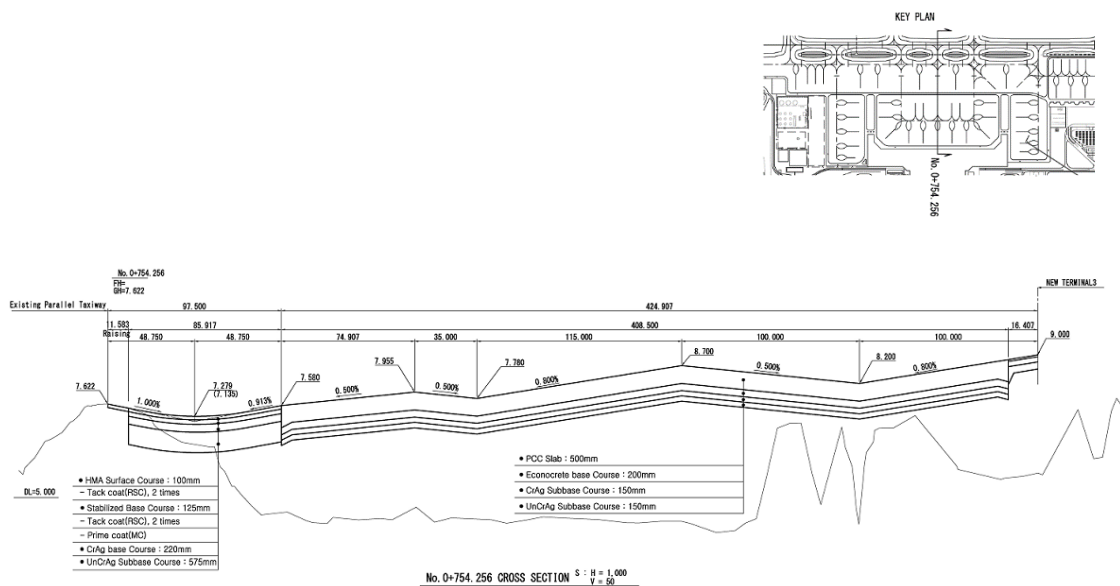 KEY PLAN
No. 0+754.256
No. 0+754.256
FH=
GH=7.622
NEW TERMINAL3
Existing Parallel Taxiway
97.500
424.907
11.583
85.917
408.500
16.407
Raising
48.750
48.750
74.907
35.000
115.000
100.000
100.000
9.000
7.622
7.279
(7.135)
7.580
7.955
7.780
8.700
8.200
1.000%
0.913%
0.500%
0.500%
0.800%
0.500%
0.800%
DL=5.000
● HMA Surface Course : 100mm
- Tack coat(RSC), 2 times
● Stabilized Base Course : 125mm
- Tack coat(RSC), 2 times
- Prime coat(MC)
● CrAg base Course : 220mm
● UnCrAg Subbase Course : 575mm
● PCC Slab : 500mm
● Econocrete base Course : 200mm
● CrAg Subbase Course : 150mm
● UnCrAg Subbase Course : 150mm
No. 0+754.256 CROSS SECTION S : H = 1,000
V = 50